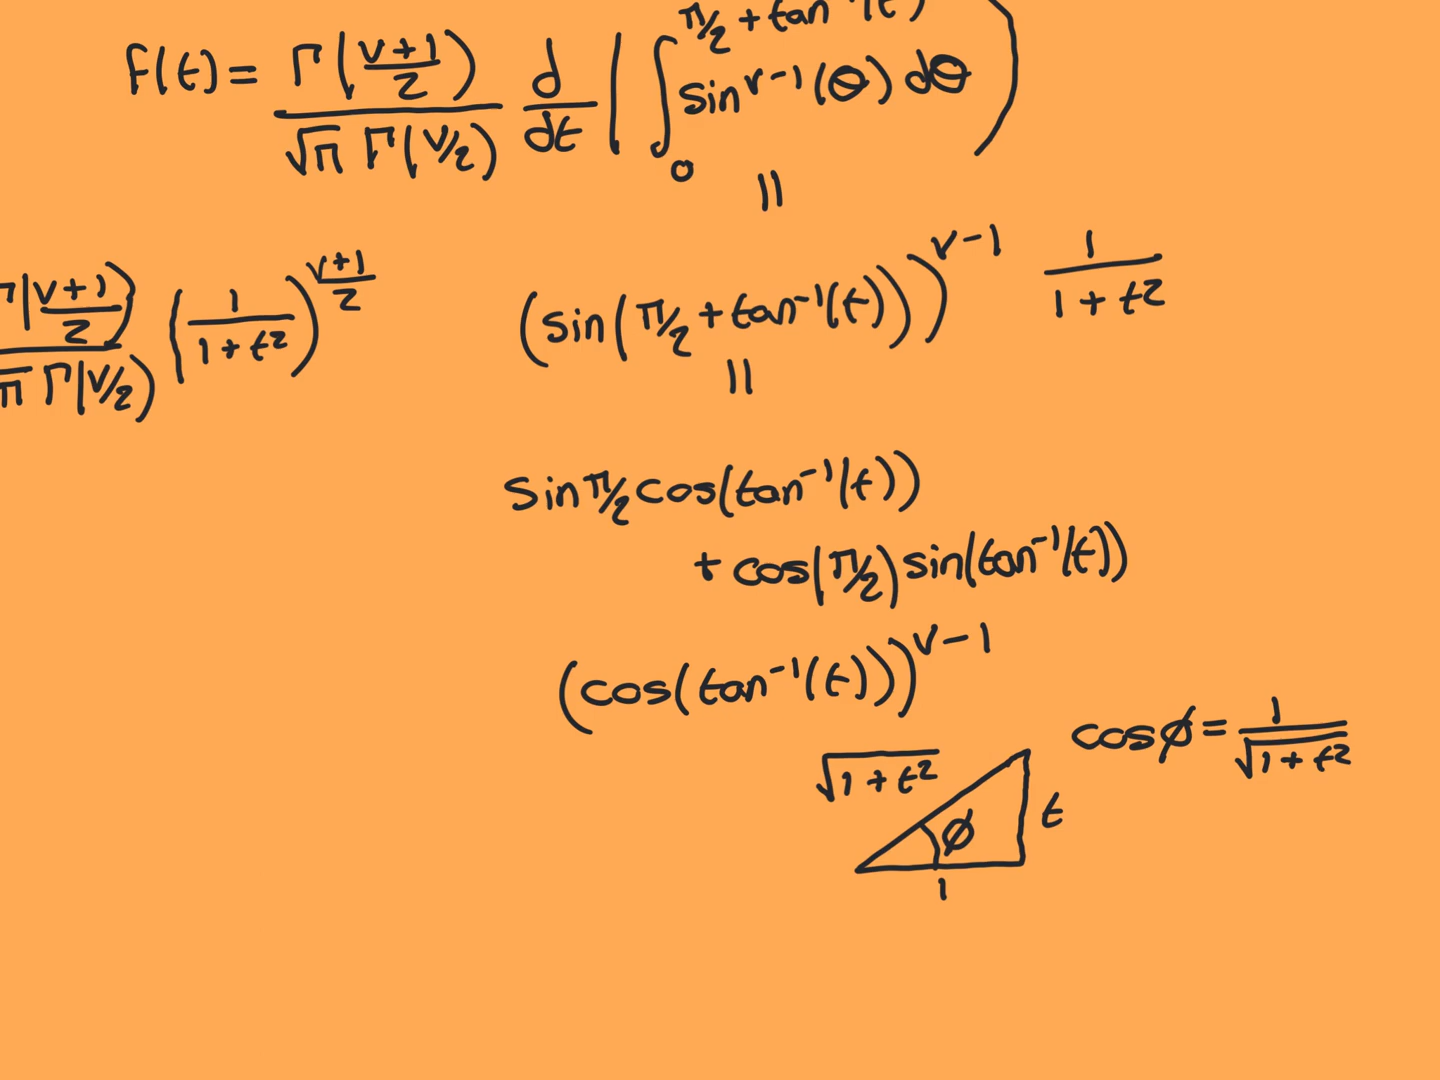 π/2 + tan⁻¹(t)
F(t) = Γ(v+1/2) / √π Γ(v/2) d/dt ( ∫₀ sin^(v-1)(θ) dθ )
||
Γ(v+1/2) / √π Γ(v/2) (1/(1+t²))^(v+1/2) (sin(π/2 + tan⁻¹(t)))^(v-1) 1/(1+t²)
||
sin π/2 cos(tan⁻¹(t))
+ cos(π/2) sin(tan⁻¹(t))
(cos(tan⁻¹(t)))^(v-1)
cosø = 1/√(1+t²)
√(1+t²)
ø t
1